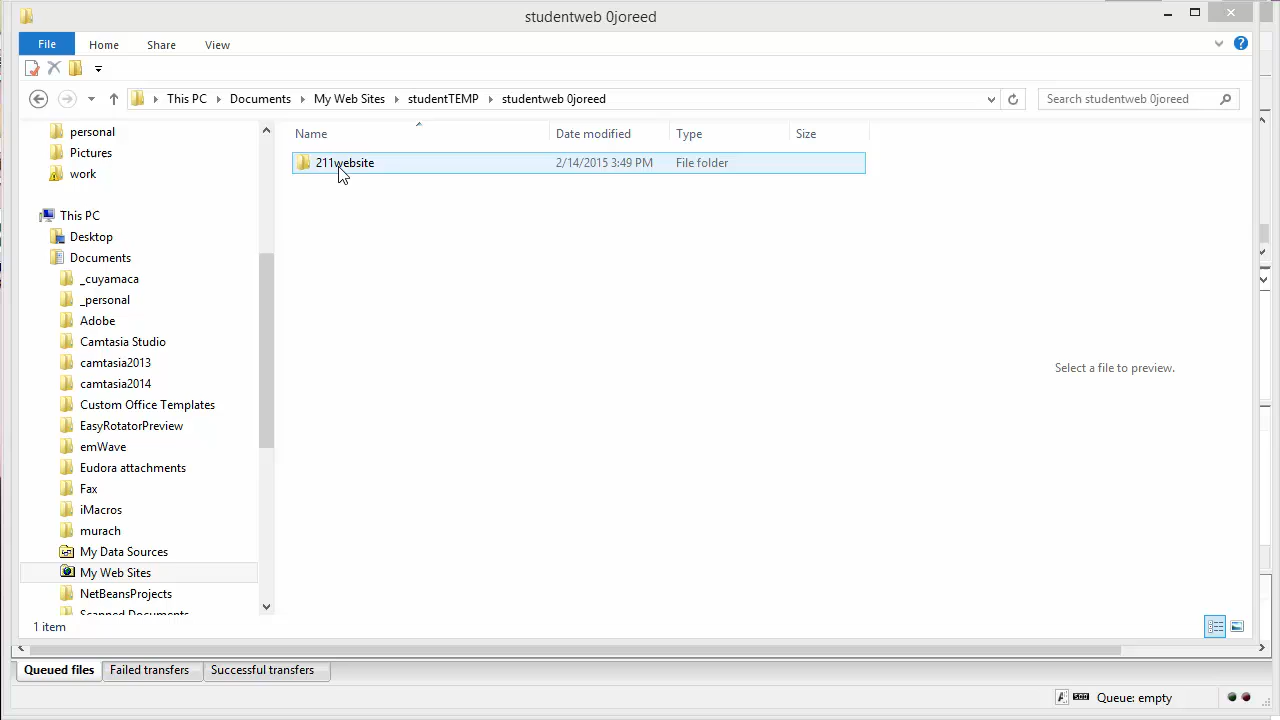 studentweb 0joreed
File Home Share View
This PC Documents My Web Sites studentTEMP studentweb 0joreed Search studentweb 0joreed
Name Date modified Type Size
211website 2/14/2015 3:49 PM File folder
personal
Pictures
work
This PC
Desktop
Documents
_cuyamaca
_personal
Adobe
Camtasia Studio
camtasia2013
camtasia2014
Custom Office Templates
EasyRotatorPreview
emWave
Eudora attachments
Fax
iMacros
murach
My Data Sources
My Web Sites
NetBeansProjects
Scanned Documents
Select a file to preview.
1 item
Queued files Failed transfers Successful transfers
Queue: empty